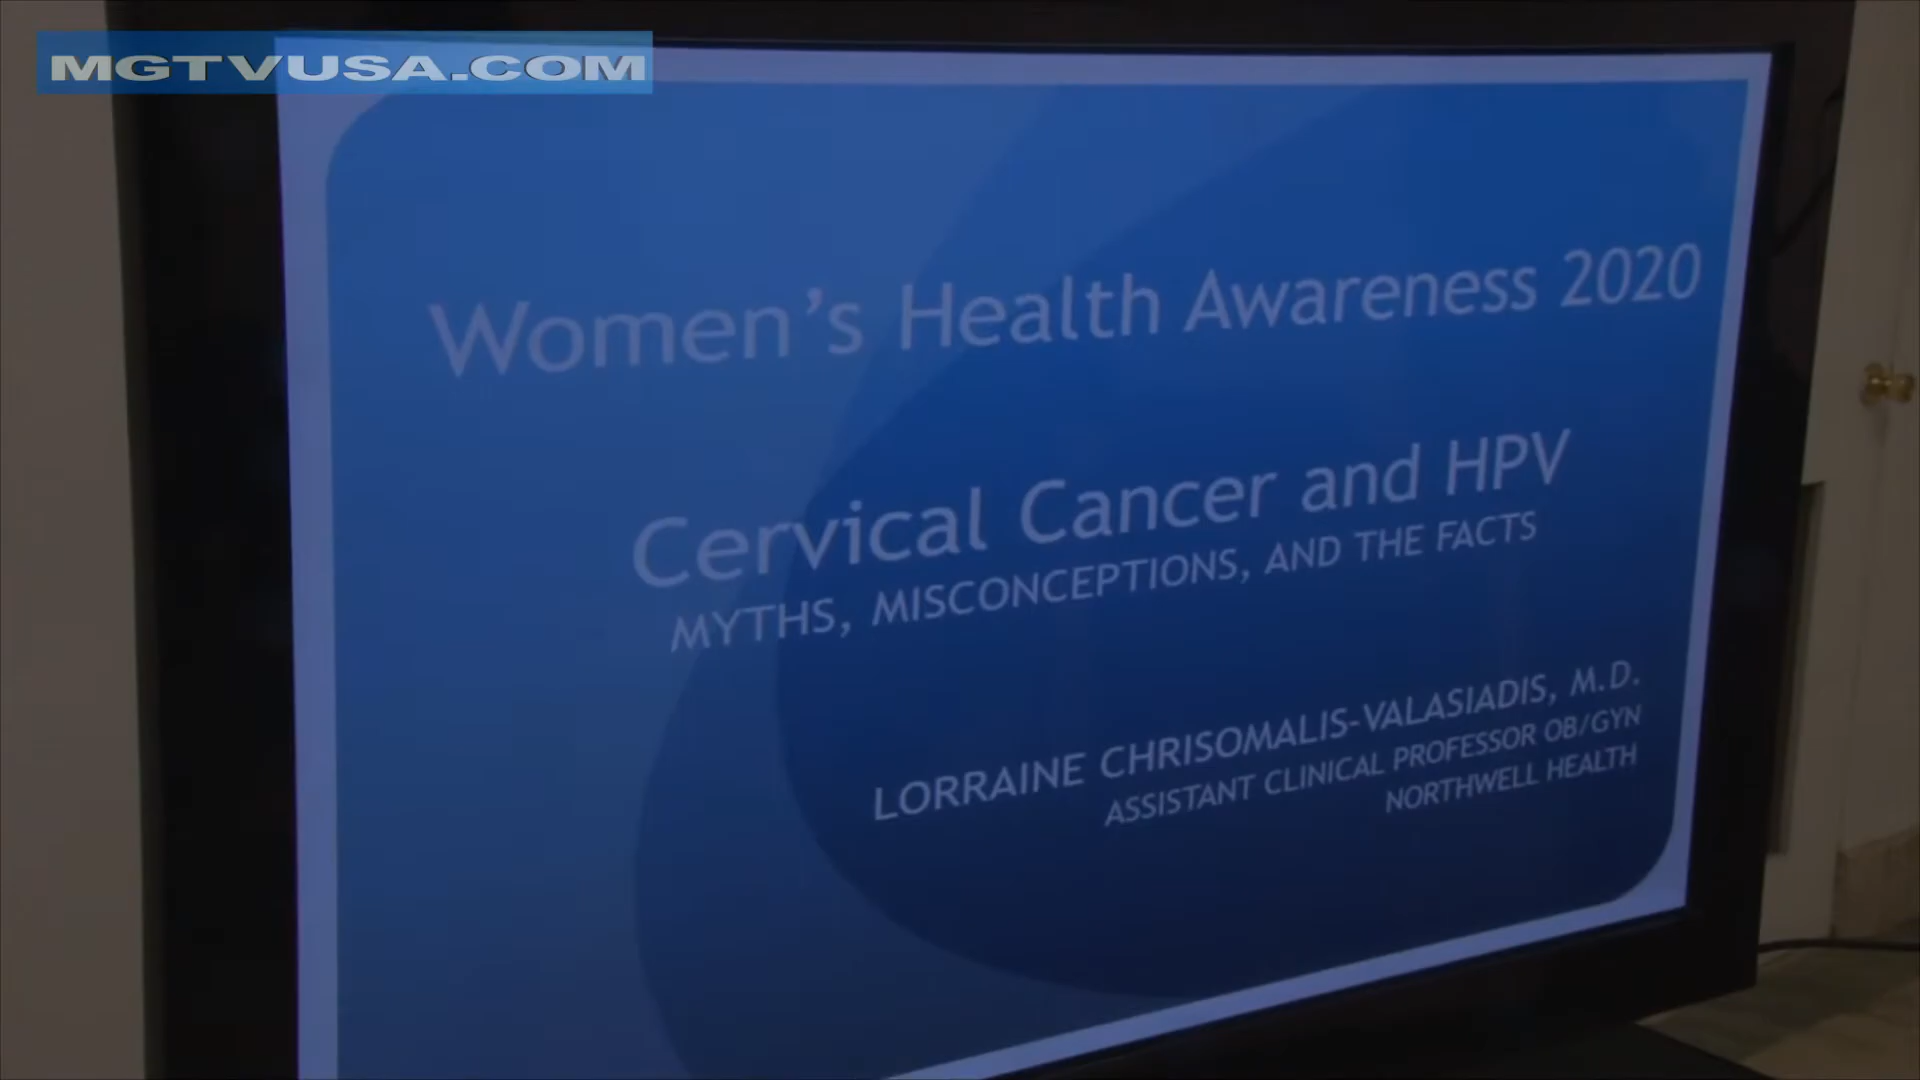 MGTVUSA.COM
Women's Health Awareness 2020
Cervical Cancer and HPV
MYTHS, MISCONCEPTIONS, AND THE FACTS
LORRAINE CHRISOMALIS-VALASIADIS, M.D.
ASSISTANT CLINICAL PROFESSOR OB/GYN
NORTHWELL HEALTH